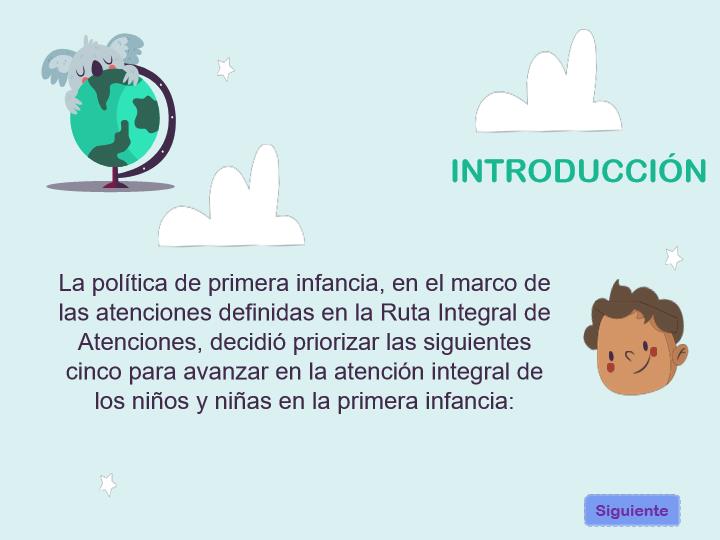 INTRODUCCIÓN
La política de primera infancia, en el marco de
las atenciones definidas en la Ruta Integral de
Atenciones, decidió priorizar las siguientes
cinco para avanzar en la atención integral de
los niños y niñas en la primera infancia:
Siguiente